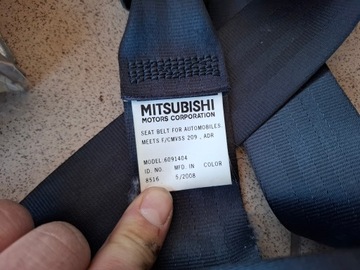 MITSUBISHI
MOTORS CORPORATION
SEAT BELT FOR AUTOMOBILES
MEETS F/CMVSS 209 , ADR
MODEL 6091404
ID. NO. MFD. IN COLOR
8516 5/2008